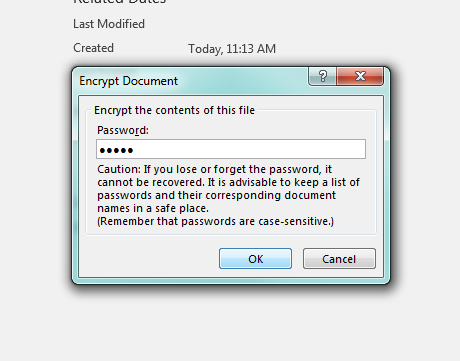 Related Dates
Last Modified
Created Today, 11:13 AM
Encrypt Document
?
Encrypt the contents of this file
Password:
●●●●●
Caution: If you lose or forget the password, it
cannot be recovered. It is advisable to keep a list of
passwords and their corresponding document
names in a safe place.
(Remember that passwords are case-sensitive.)
OK Cancel